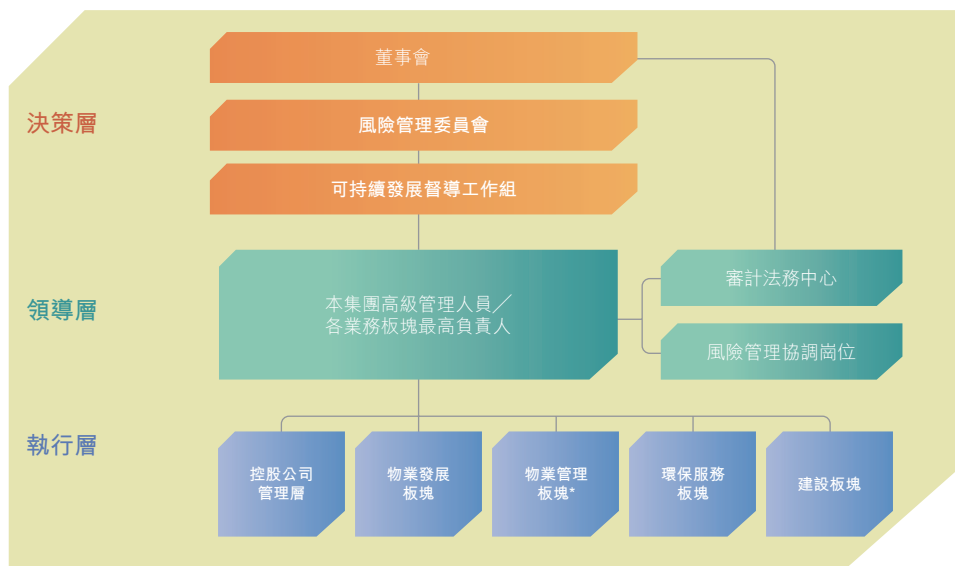 董事會
決策層
風險管理委員會
可持續發展督導工作組
領導層
本集團高級管理人員╱
各業務板塊最高負責人
審計法務中心
風險管理協調崗位
執行層
控股公司
管理層
物業發展
板塊
物業管理
板塊*
環保服務
板塊
建設板塊